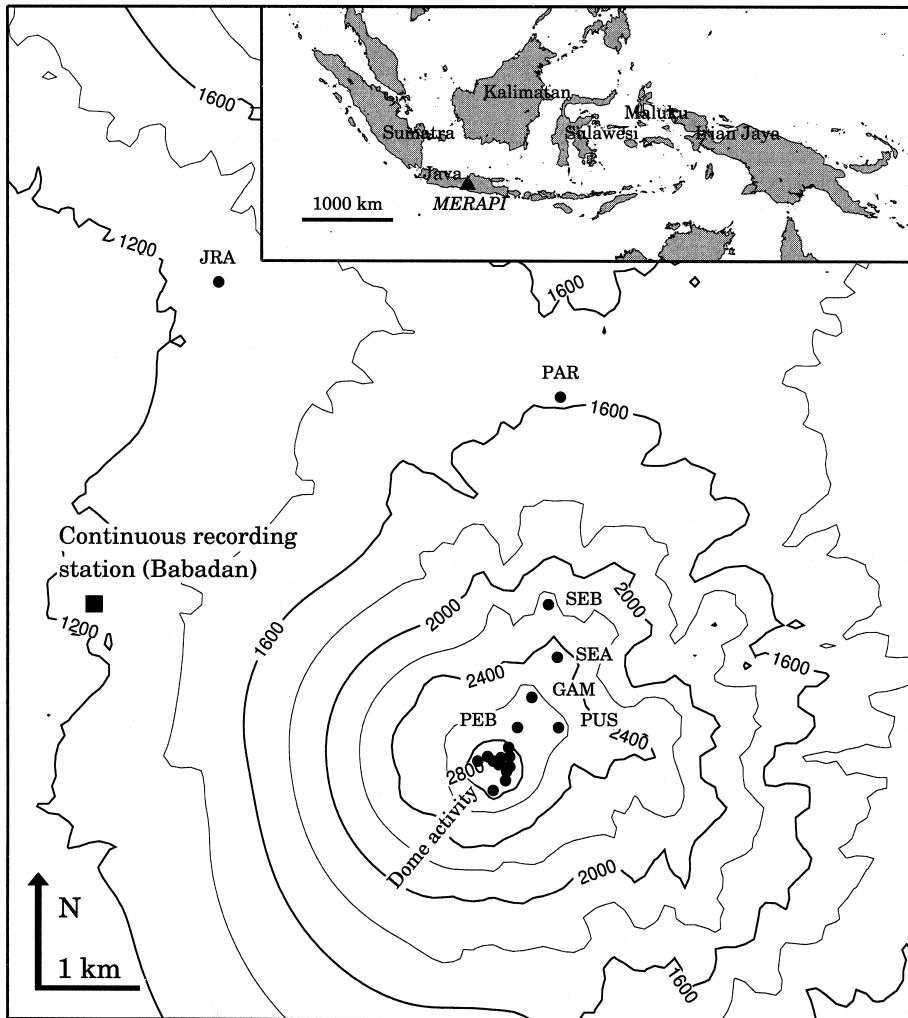 Kalimatan
Maluku
Sumatra
Sulawesi
Irian Jaya
Java
MERAPI
1000 km
1600
1200
JRA
1600
PAR
1600
Continuous recording
station (Babadan)
1200
SEB
2000
2000
1600
SEA
1600
2400
GAM
PEB
PUS
2400
2800
Dome activity
2000
N
1 km
1600